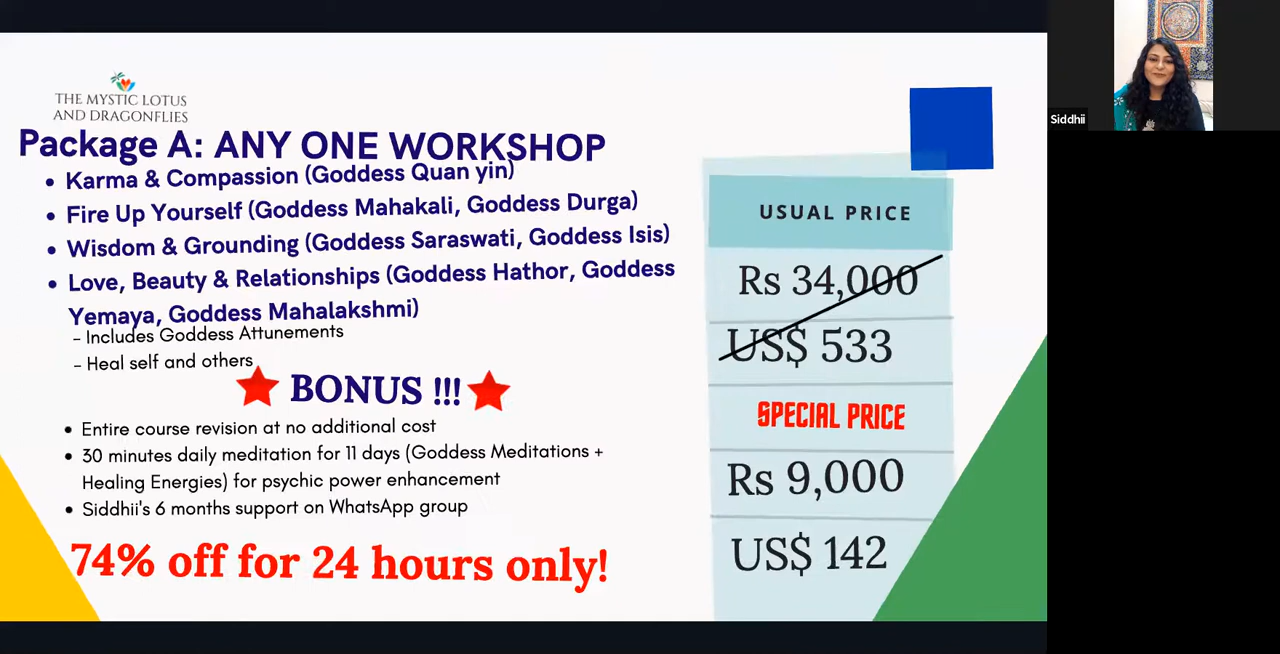 THE MYSTIC LOTUS
AND DRAGONFLIES
Package A: ANY ONE WORKSHOP
• Karma & Compassion (Goddess Quan yin)
• Fire Up Yourself (Goddess Mahakali, Goddess Durga)
• Wisdom & Grounding (Goddess Saraswati, Goddess Isis)
• Love, Beauty & Relationships (Goddess Hathor, Goddess
Yemaya, Goddess Mahalakshmi)
- Includes Goddess Attunements
- Heal self and others
BONUS !!!
• Entire course revision at no additional cost
• 30 minutes daily meditation for 11 days (Goddess Meditations +
Healing Energies) for psychic power enhancement
• Siddhii's 6 months support on WhatsApp group
74% off for 24 hours only!
USUAL PRICE
Rs 34,000
US$ 533
SPECIAL PRICE
Rs 9,000
US$ 142
Siddhii